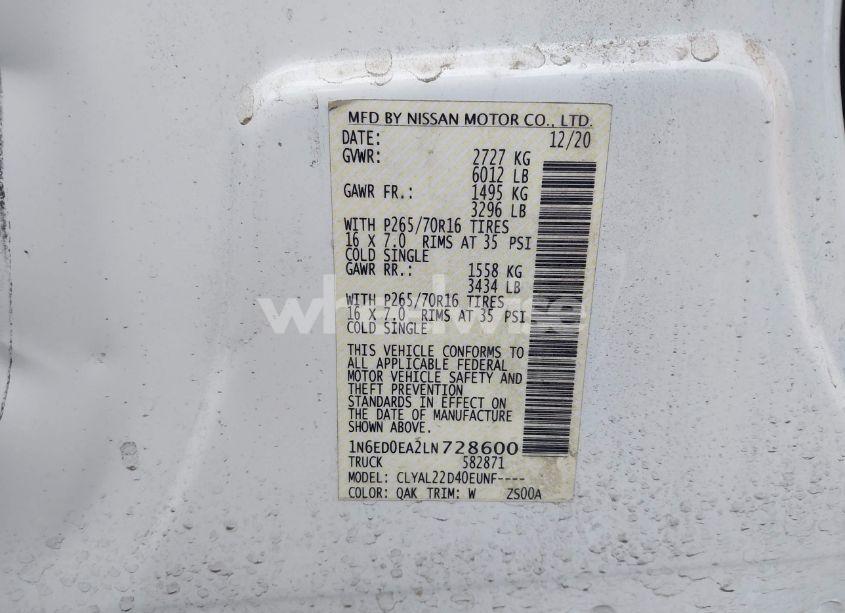 MFD BY NISSAN MOTOR CO., LTD.
DATE: 12/20
GVWR: 2727 KG
6012 LB
GAWR FR.: 1495 KG
3296 LB
WITH P265/70R16 TIRES
16 X 7.0 RIMS AT 35 PSI
COLD SINGLE
GAWR RR.: 1558 KG
3434 LB
WITH P265/70R16 TIRES
16 X 7.0 RIMS AT 35 PSI
COLD SINGLE
THIS VEHICLE CONFORMS TO
ALL APPLICABLE FEDERAL
MOTOR VEHICLE SAFETY AND
THEFT PREVENTION
STANDARDS IN EFFECT ON
THE DATE OF MANUFACTURE
SHOWN ABOVE.
1N6ED0EA2LN728600
TRUCK 582871
MODEL: CLYAL22D40EUNF----
COLOR: QAK TRIM: W ZS00A